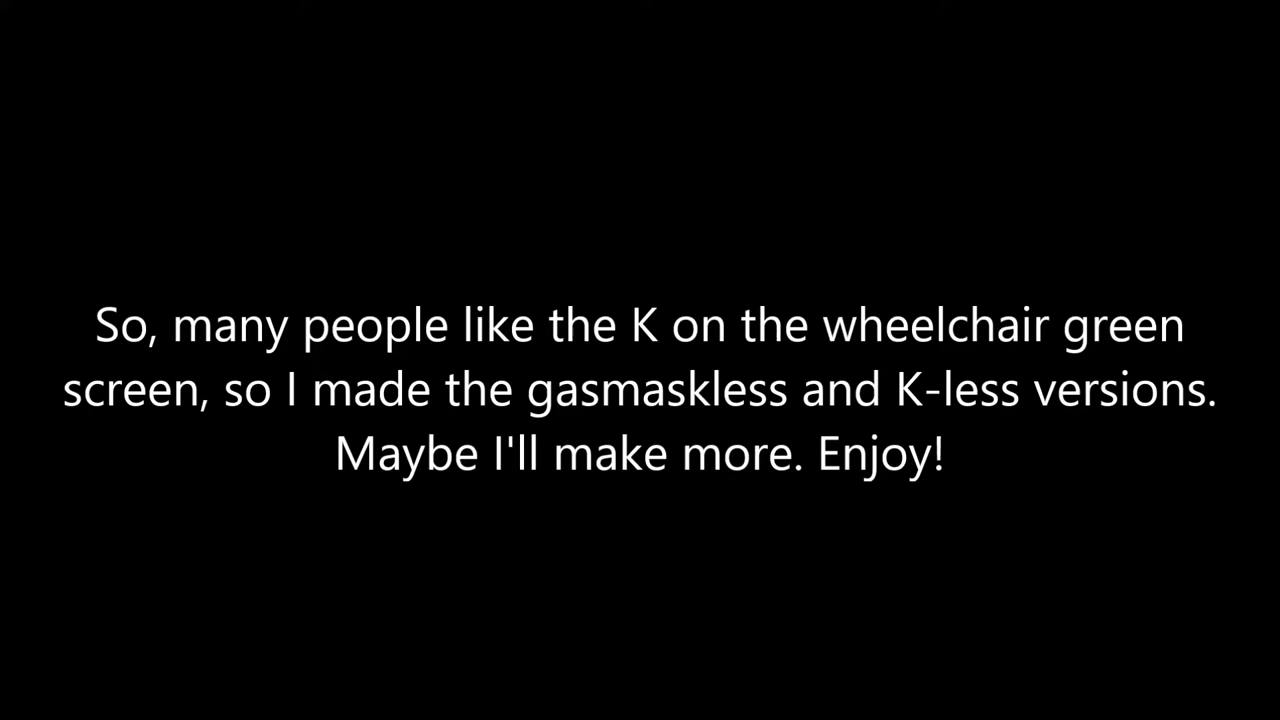 So, many people like the K on the wheelchair green
screen, so I made the gasmaskless and K-less versions.
Maybe I'll make more. Enjoy!